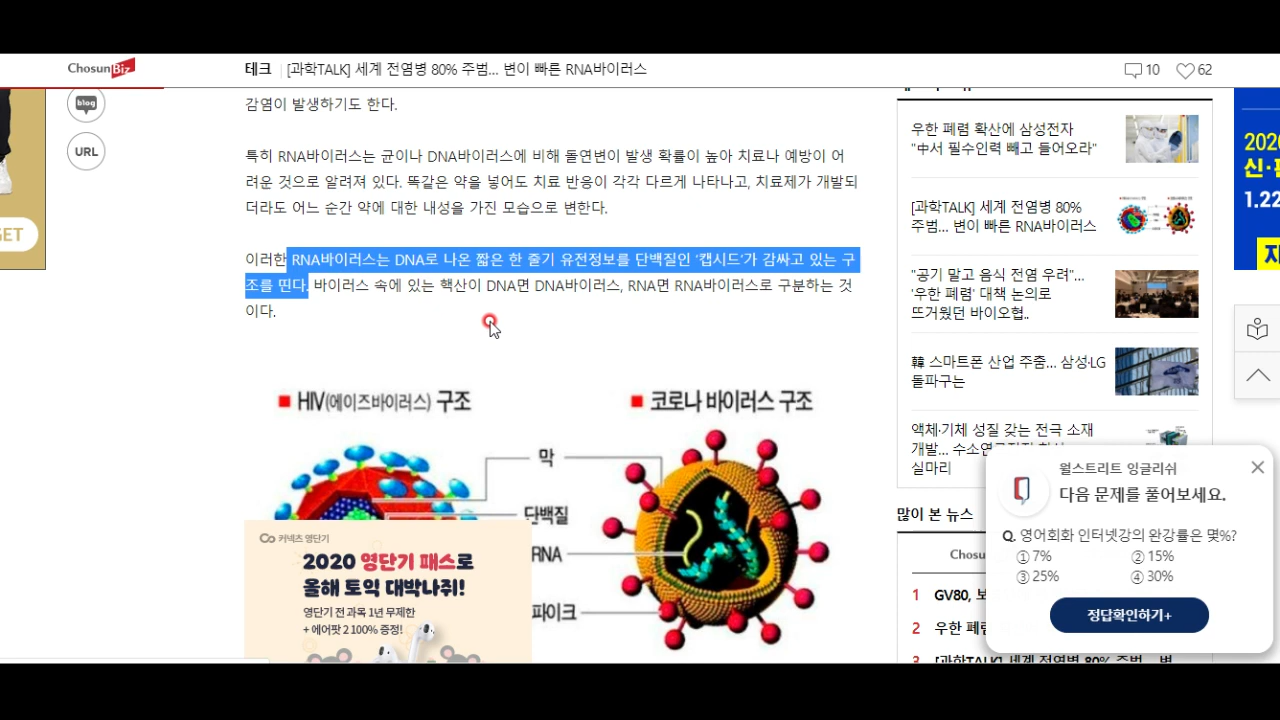 ChosunBiz
테크 [과학TALK] 세계 전염병 80% 주범... 변이 빠른 RNA바이러스
10
62
blog
URL
GET
감염이 발생하기도 한다.
특히 RNA바이러스는 균이나 DNA바이러스에 비해 돌연변이 발생 확률이 높아 치료나 예방이 어
려운 것으로 알려져 있다. 똑같은 약을 넣어도 치료 반응이 각각 다르게 나타나고, 치료제가 개발되
더라도 어느 순간 약에 대한 내성을 가진 모습으로 변한다.
이러한 RNA바이러스는 DNA로 나온 짧은 한 줄기 유전정보를 단백질인 '캡시드'가 감싸고 있는 구
조를 띤다. 바이러스 속에 있는 핵산이 DNA면 DNA바이러스, RNA면 RNA바이러스로 구분하는 것
이다.
■ HIV(에이즈바이러스) 구조
■ 코로나 바이러스 구조
막
단백질
RNA
파이크
커넥츠 영단기
2020 영단기 패스로
올해 토익 대박나쥐!
영단기 전 과목 1년 무제한
+ 에어팟 2 100% 증정!
우한 폐렴 확산에 삼성전자
"中서 필수인력 빼고 들어오라"
[과학TALK] 세계 전염병 80%
주범... 변이 빠른 RNA바이러스
"공기 말고 음식 전염 우려"...
'우한 폐렴' 대책 논의로
뜨거웠던 바이오협..
韓 스마트폰 산업 주춤... 삼성·LG
돌파구는
액체·기체 성질 갖는 전극 소재
개발... 수소연
실마리
많이 본 뉴스
Chosu
1 GV80,
2 우한 폐
3 [과학TALK] 세계 전염병 80% 주범... 변
2020
신·
1.22
월스트리트 잉글리쉬
다음 문제를 풀어보세요.
Q. 영어회화 인터넷강의 완강률은 몇%?
① 7% ② 15%
③ 25% ④ 30%
정답확인하기+